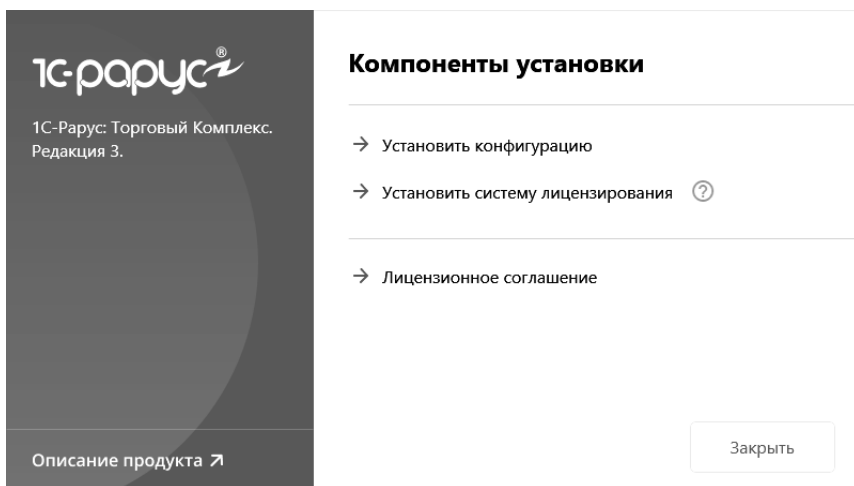 1С-рарус®
1С-Рарус: Торговый Комплекс.
Редакция 3.
Описание продукта
Компоненты установки
Установить конфигурацию
Установить систему лицензирования
Лицензионное соглашение
Закрыть